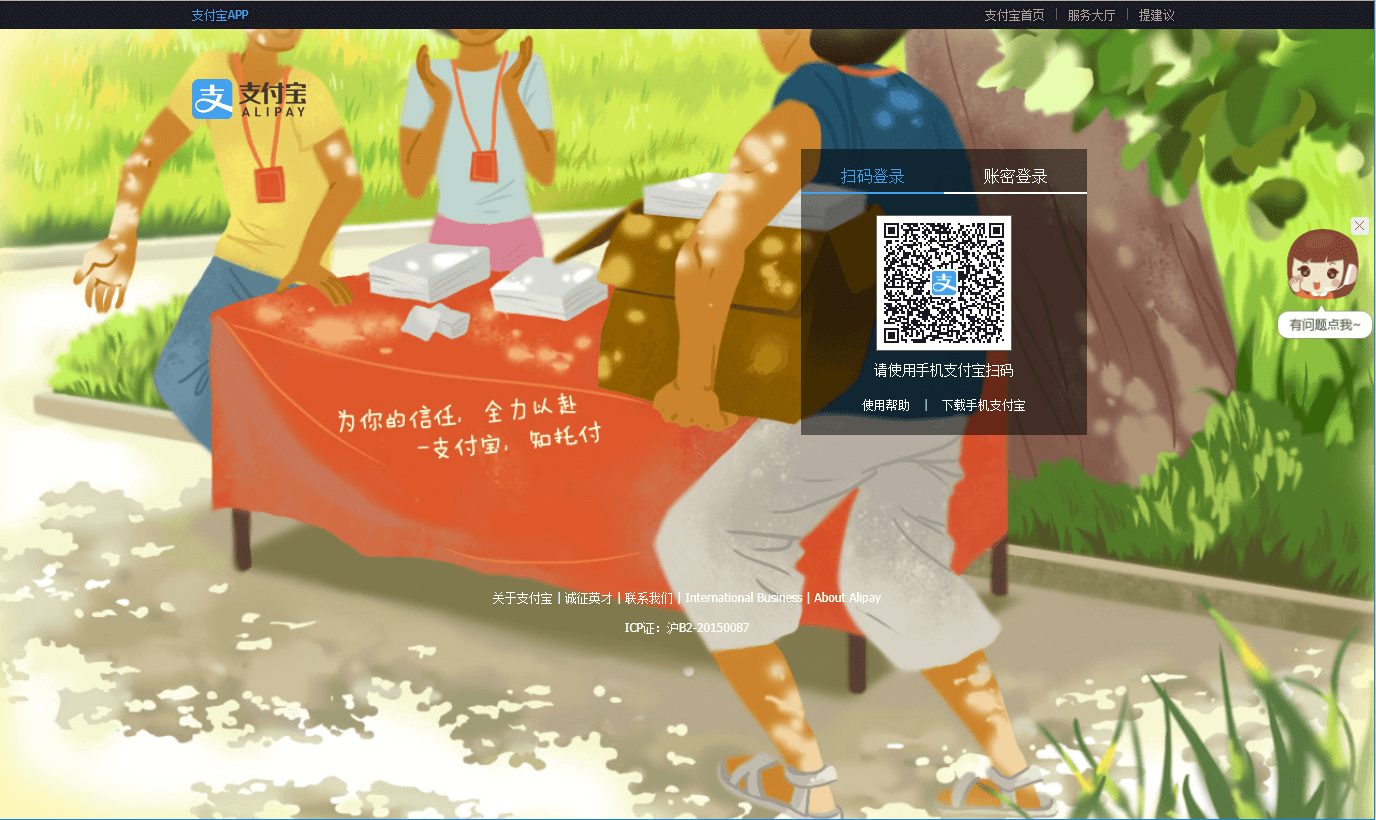 支付宝APP
支付宝首页 | 服务大厅 | 提建议
支 支付宝
ALIPAY
扫码登录 账密登录
支
请使用手机支付宝扫码
使用帮助 | 下载手机支付宝
有问题点我~
为你的信任，全力以赴
—支付宝，知托付
关于支付宝 | 诚征英才 | 联系我们 | International Business | About Alipay
ICP证：沪B2-20150087